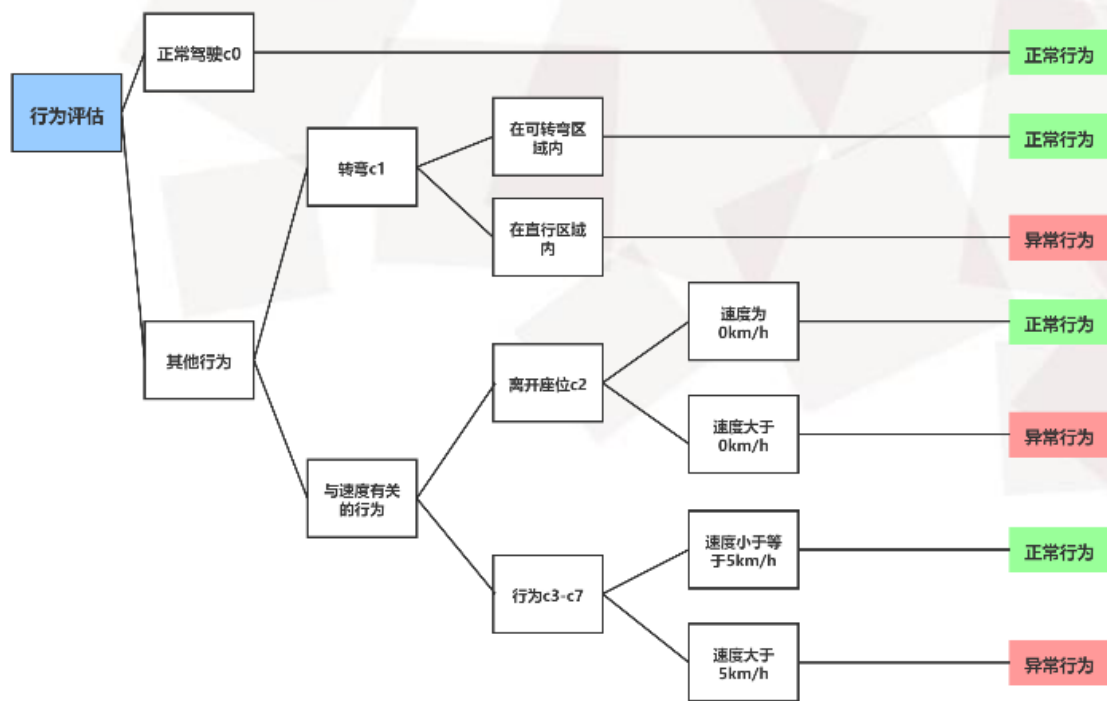 正常驾驶c0
正常行为
行为评估
在可转弯区
域内
正常行为
转弯c1
在直行区域
内
异常行为
速度为
0km/h
正常行为
其他行为
离开座位c2
速度大于
0km/h
异常行为
与速度有关
的行为
速度小于等
于5km/h
正常行为
行为c3-c7
速度大于
5km/h
异常行为